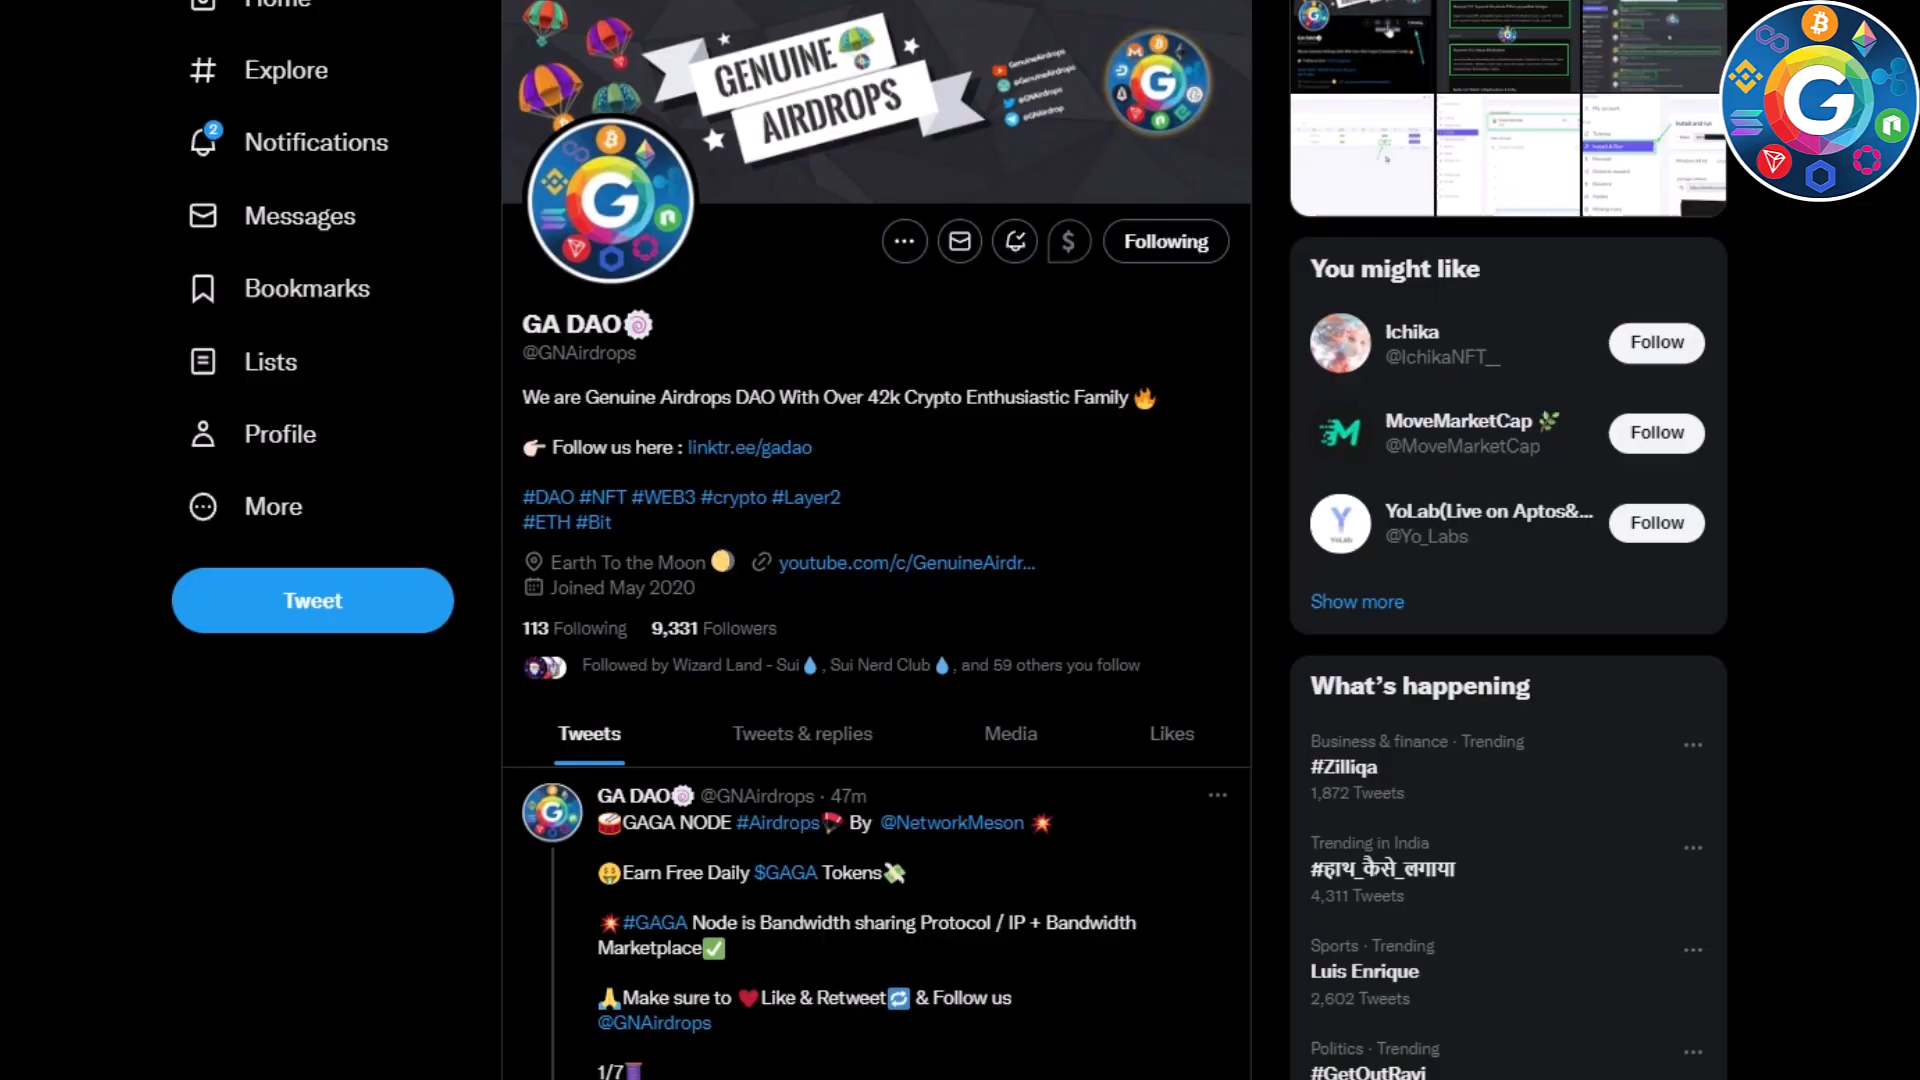 Home
Explore
2
Notifications
Messages
Bookmarks
Lists
Profile
More
Tweet
GENUINE
AIRDROPS
GenuineAirdrops
@GenuineAirdrops
@GNAirdrops
@GNAirdrop
G
G
Following
GA DAO
@GNAirdrops
We are Genuine Airdrops DAO With Over 42k Crypto Enthusiastic Family 🔥
👉 Follow us here : linktr.ee/gadao
#DAO #NFT #WEB3 #crypto #Layer2
#ETH #Bit
Earth To the Moon 🌖 youtube.com/c/GenuineAirdr...
Joined May 2020
113 Following 9,331 Followers
Followed by Wizard Land - Sui💧, Sui Nerd Club💧, and 59 others you follow
Tweets Tweets & replies Media Likes
GA DAO🍥 @GNAirdrops · 47m
🥁GAGA NODE #Airdrops🪂 By @NetworkMeson 💥
🤑Earn Free Daily $GAGA Tokens💸
💥#GAGA Node is Bandwidth sharing Protocol / IP + Bandwidth
Marketplace✅
🙏Make sure to ❤️Like & Retweet🔁 & Follow us
@GNAirdrops
1/7🧵
G
You might like
Ichika
@IchikaNFT__
Follow
MoveMarketCap 🌿
@MoveMarketCap
Follow
YoLab(Live on Aptos&...
@Yo_Labs
Follow
Show more
What's happening
Business & finance · Trending
#Zilliqa
1,872 Tweets
Trending in India
#हाथ_कैसे_लगाया
4,311 Tweets
Sports · Trending
Luis Enrique
2,602 Tweets
Politics · Trending
#GetOutRavi